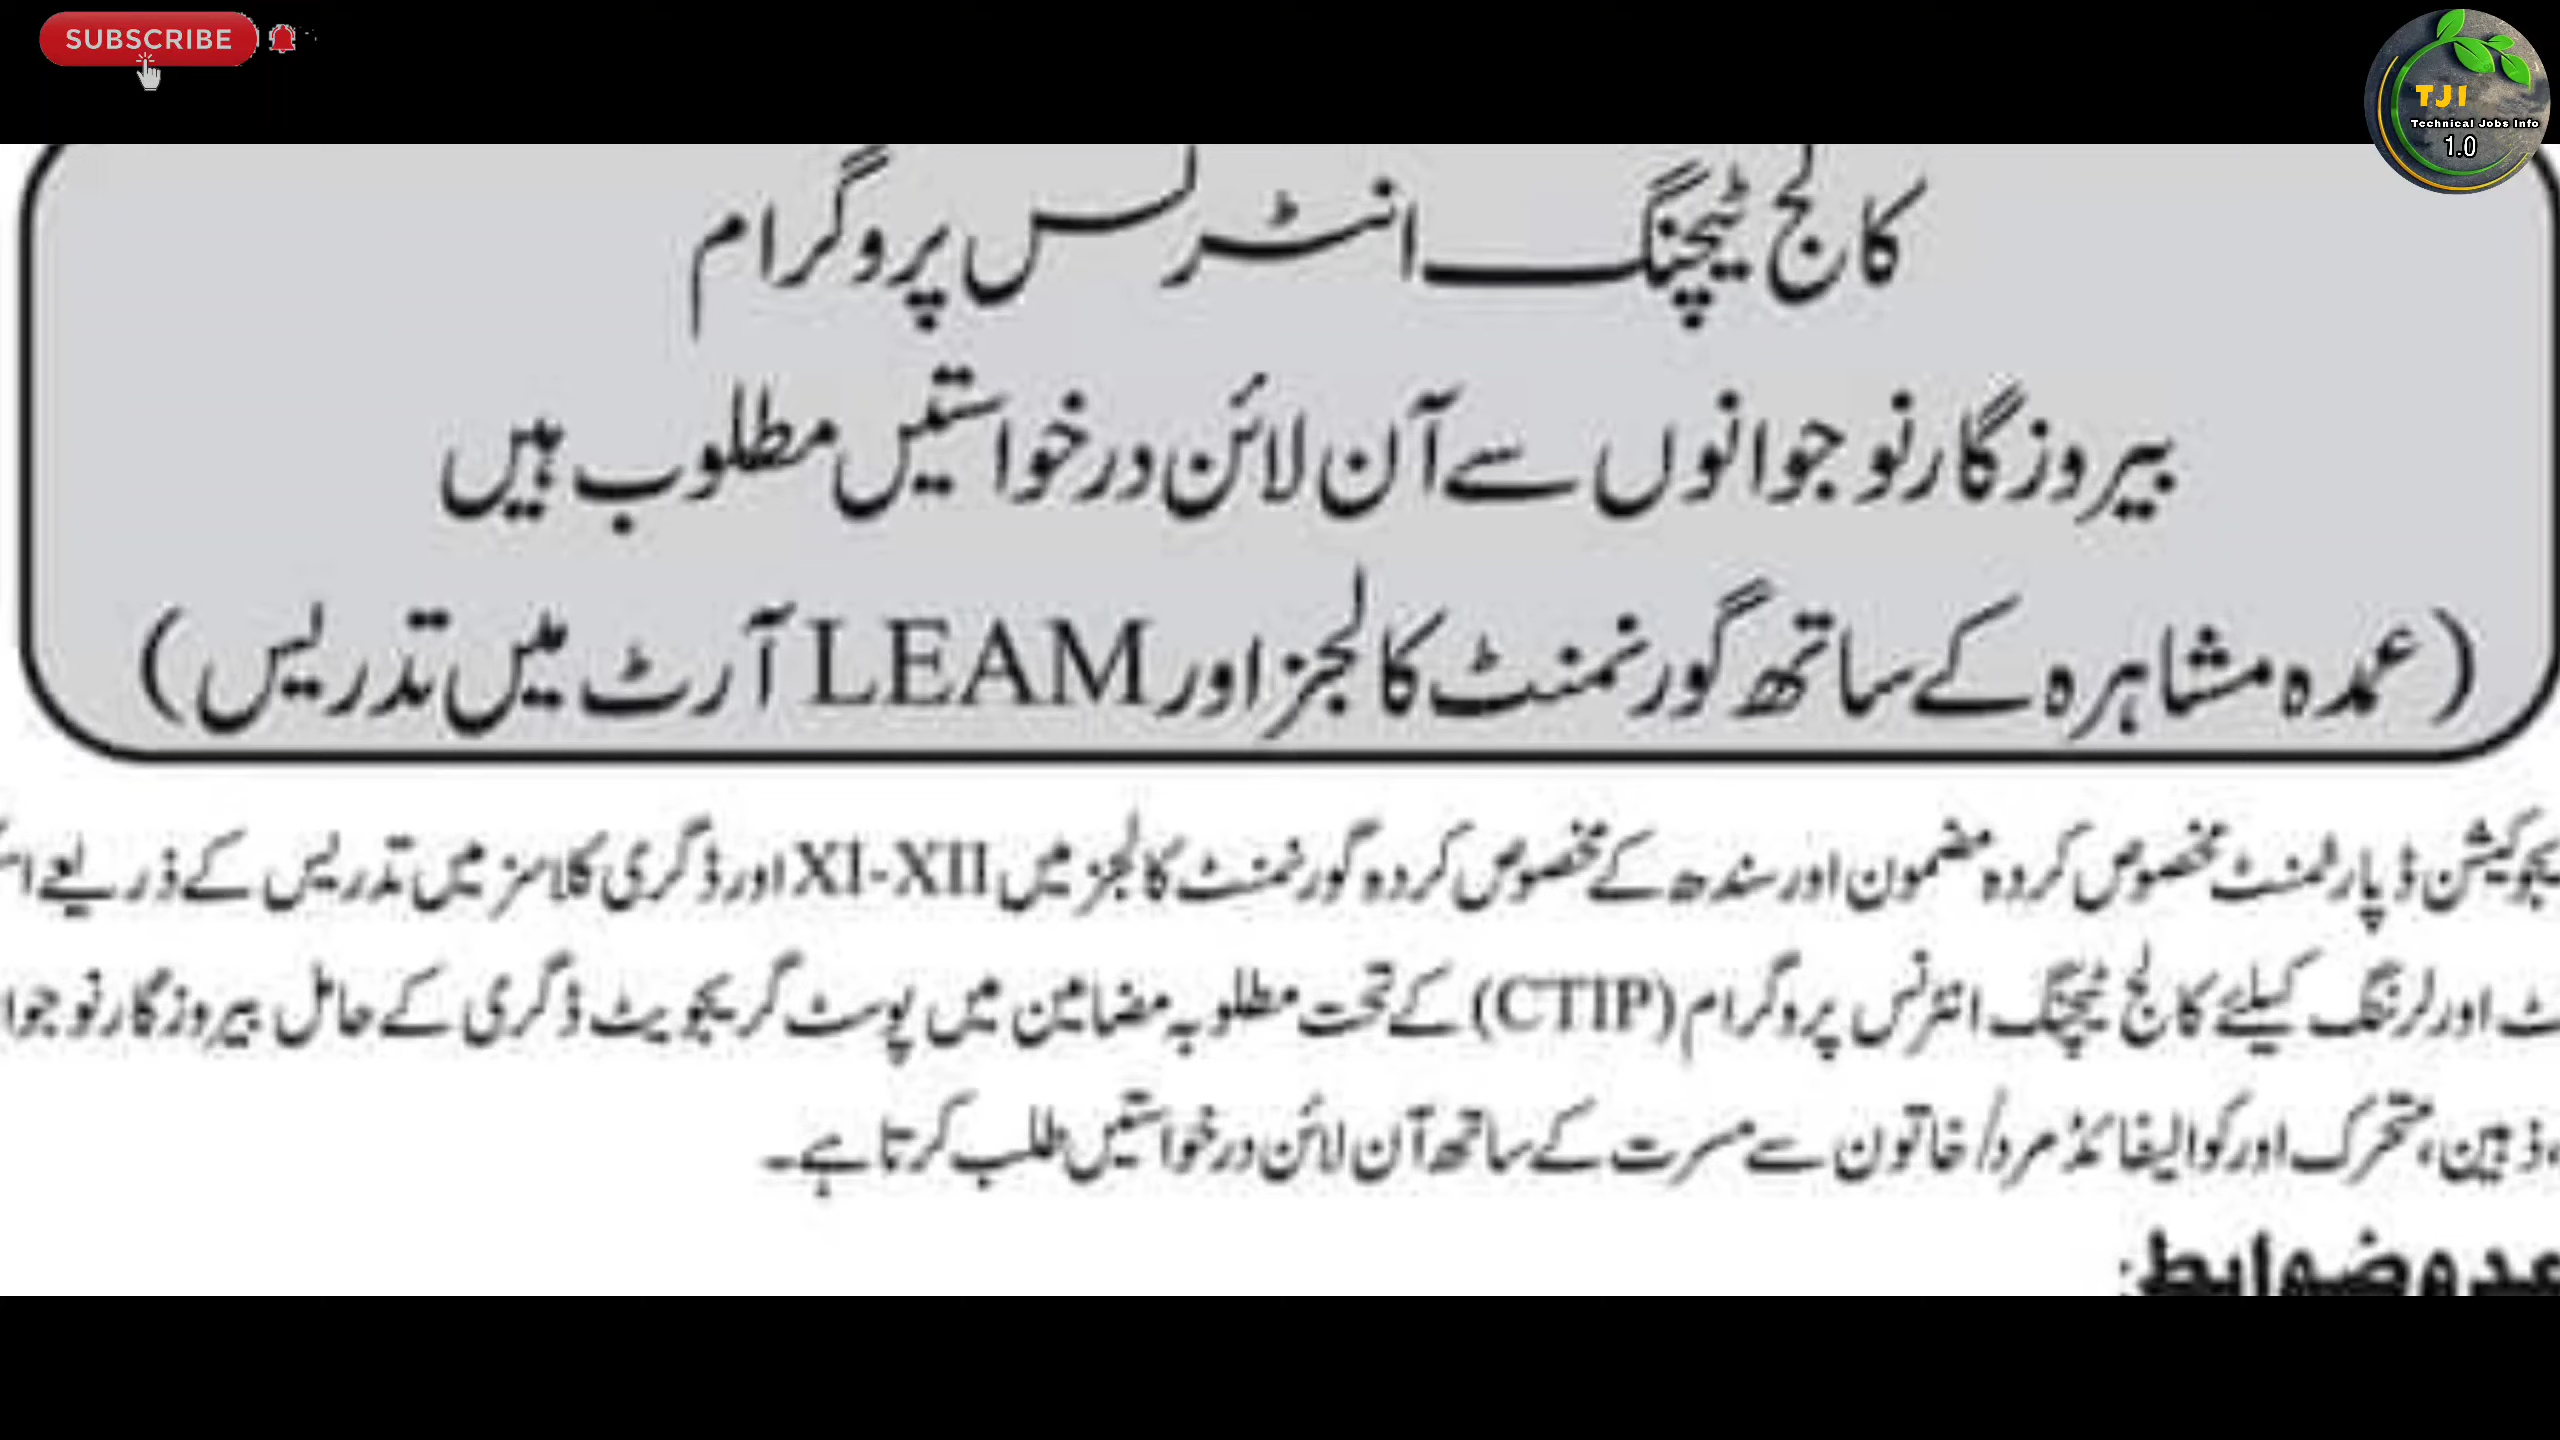 SUBSCRIBE
TJI
Technical Jobs Info
1.0
کالج ٹیچنگ انٹرنس پروگرام
بیروزگار نوجوانوں سے آن لائن درخواستیں مطلوب ہیں
(عمدہ مشاہرہ کے ساتھ گورنمنٹ کالجز اور LEAM آرٹ میں تدریس)
ڈپارٹمنٹ مخصوص کردہ مضمون اور سندھ کے مخصوص کردہ گورنمنٹ کالجز میں XI-XII اور ڈگری کلاسز میں تدریس کے ذریعے
اور لرننگ کیلئے کالج ٹیچنگ انٹرنس پروگرام (CTIP) کے تحت مطلوبہ مضامین میں پوسٹ گریجویٹ ڈگری کے حامل بیروزگار
ذہین، متحرک اور کوالیفائڈ مرد/ خاتون سے مسرت کے ساتھ آن لائن درخواستیں طلب کرتا ہے۔